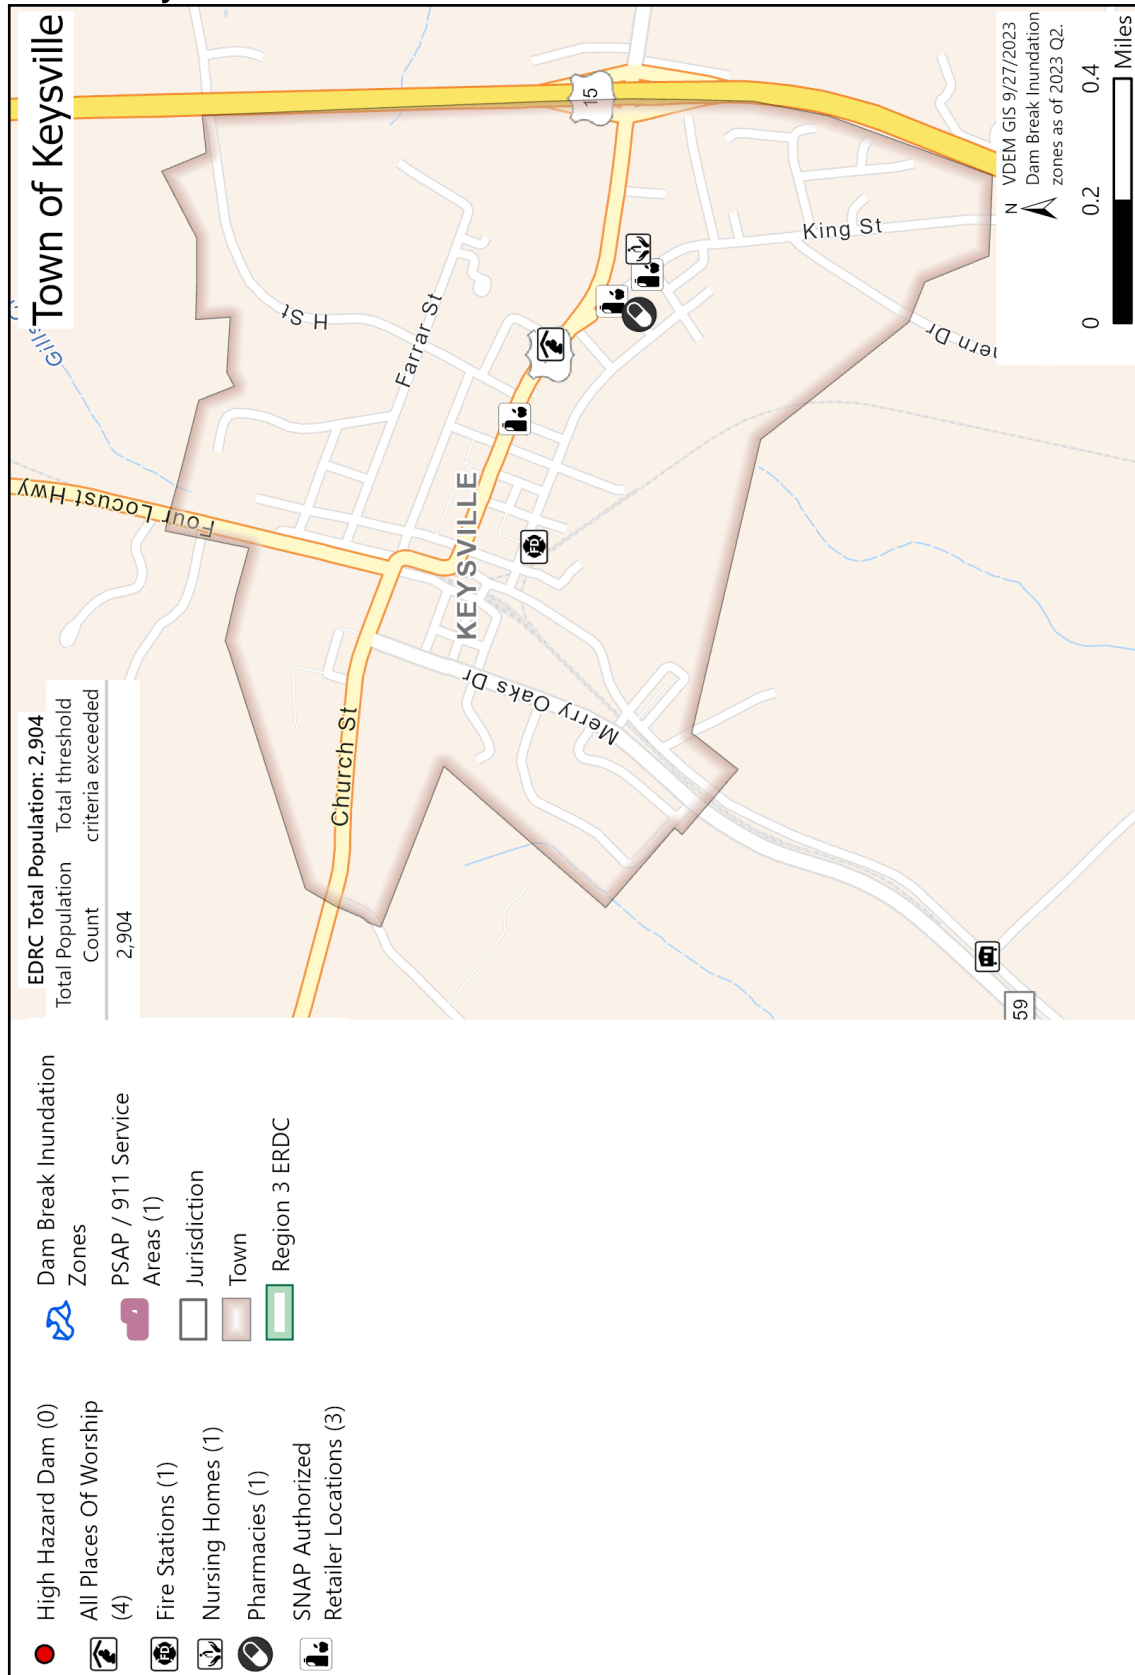 Town of Keysville
High Hazard Dam (0)
All Places Of Worship
(4)
Fire Stations (1)
Nursing Homes (1)
Pharmacies (1)
SNAP Authorized
Retailer Locations (3)
Dam Break Inundation
Zones
PSAP / 911 Service
Areas (1)
Jurisdiction
Town
Region 3 ERDC
EDRC Total Population: 2,904
Total Population Total threshold
Count criteria exceeded
2,904
Four Locust Hwy
Church St
Merry Oaks Dr
KEYSVILLE
Farrar St
H St
King St
15
59
FD
FD
N
VDEM GIS 9/27/2023
Dam Break Inundation
zones as of 2023 Q2.
0 0.2 0.4
Miles